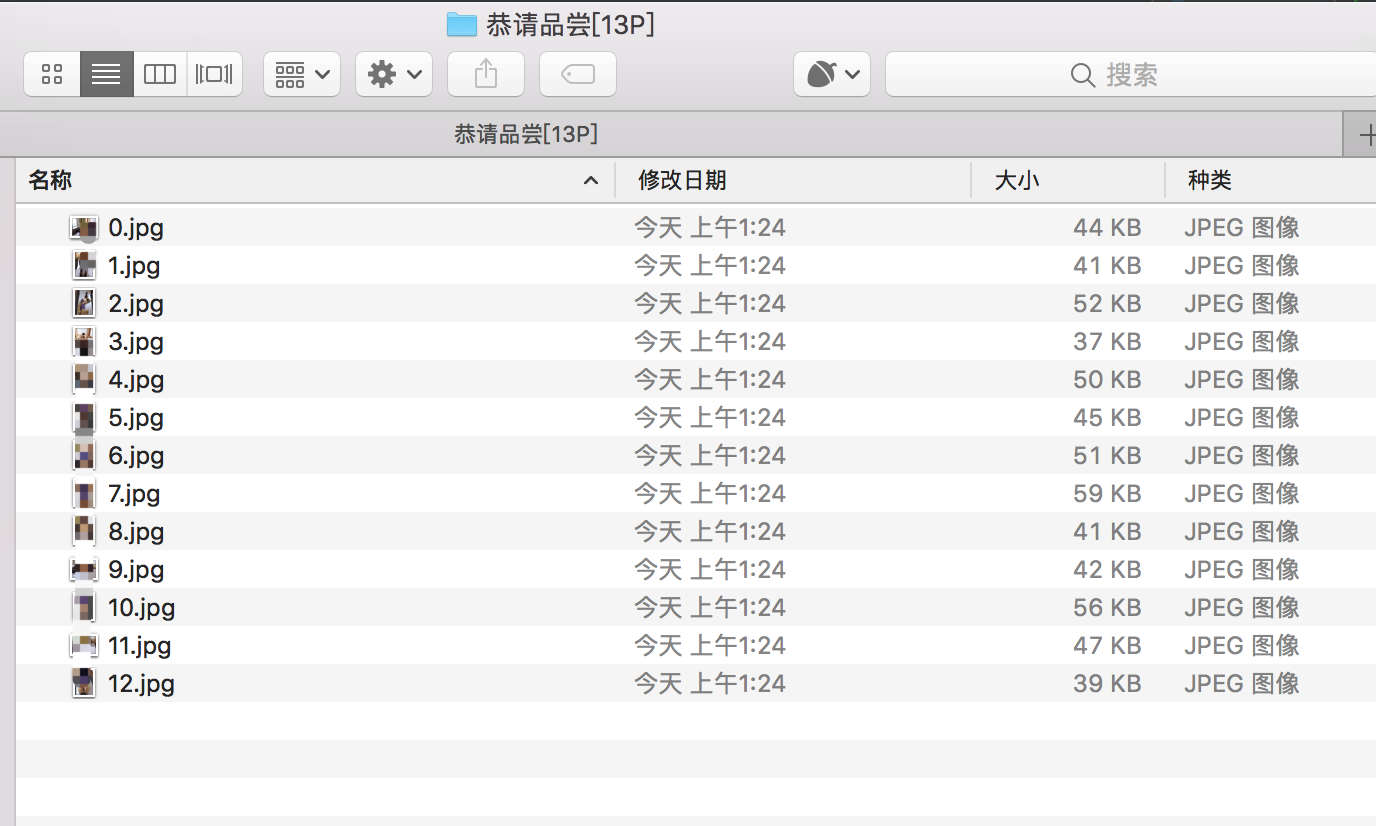 恭请品尝[13P]
搜索
恭请品尝[13P]
名称 修改日期 大小 种类
0.jpg 今天 上午1:24 44 KB JPEG 图像
1.jpg 今天 上午1:24 41 KB JPEG 图像
2.jpg 今天 上午1:24 52 KB JPEG 图像
3.jpg 今天 上午1:24 37 KB JPEG 图像
4.jpg 今天 上午1:24 50 KB JPEG 图像
5.jpg 今天 上午1:24 45 KB JPEG 图像
6.jpg 今天 上午1:24 51 KB JPEG 图像
7.jpg 今天 上午1:24 59 KB JPEG 图像
8.jpg 今天 上午1:24 41 KB JPEG 图像
9.jpg 今天 上午1:24 42 KB JPEG 图像
10.jpg 今天 上午1:24 56 KB JPEG 图像
11.jpg 今天 上午1:24 47 KB JPEG 图像
12.jpg 今天 上午1:24 39 KB JPEG 图像